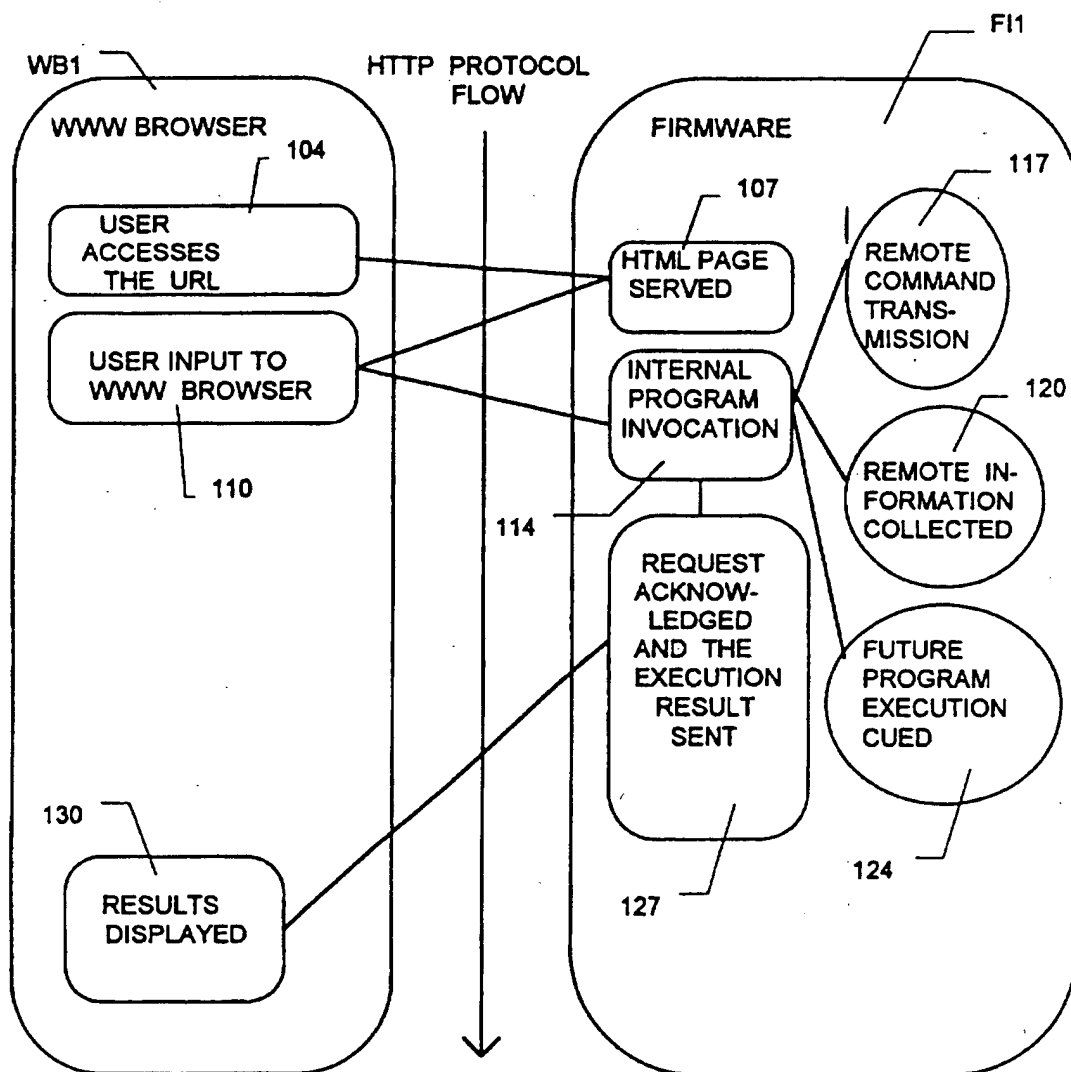 FI1
WB1
HTTP PROTOCOL
FLOW
WWW BROWSER
FIRMWARE
104
107
117
USER
ACCESSES
THE URL
HTML PAGE
SERVED
REMOTE
COMMAND
TRANS-
MISSION
USER INPUT TO
WWW BROWSER
INTERNAL
PROGRAM
INVOCATION
120
110
114
REMOTE IN-
FORMATION
COLLECTED
REQUEST
ACKNOW-
LEDGED
AND THE
EXECUTION
RESULT
SENT
FUTURE
PROGRAM
EXECUTION
CUED
130
127
124
RESULTS
DISPLAYED